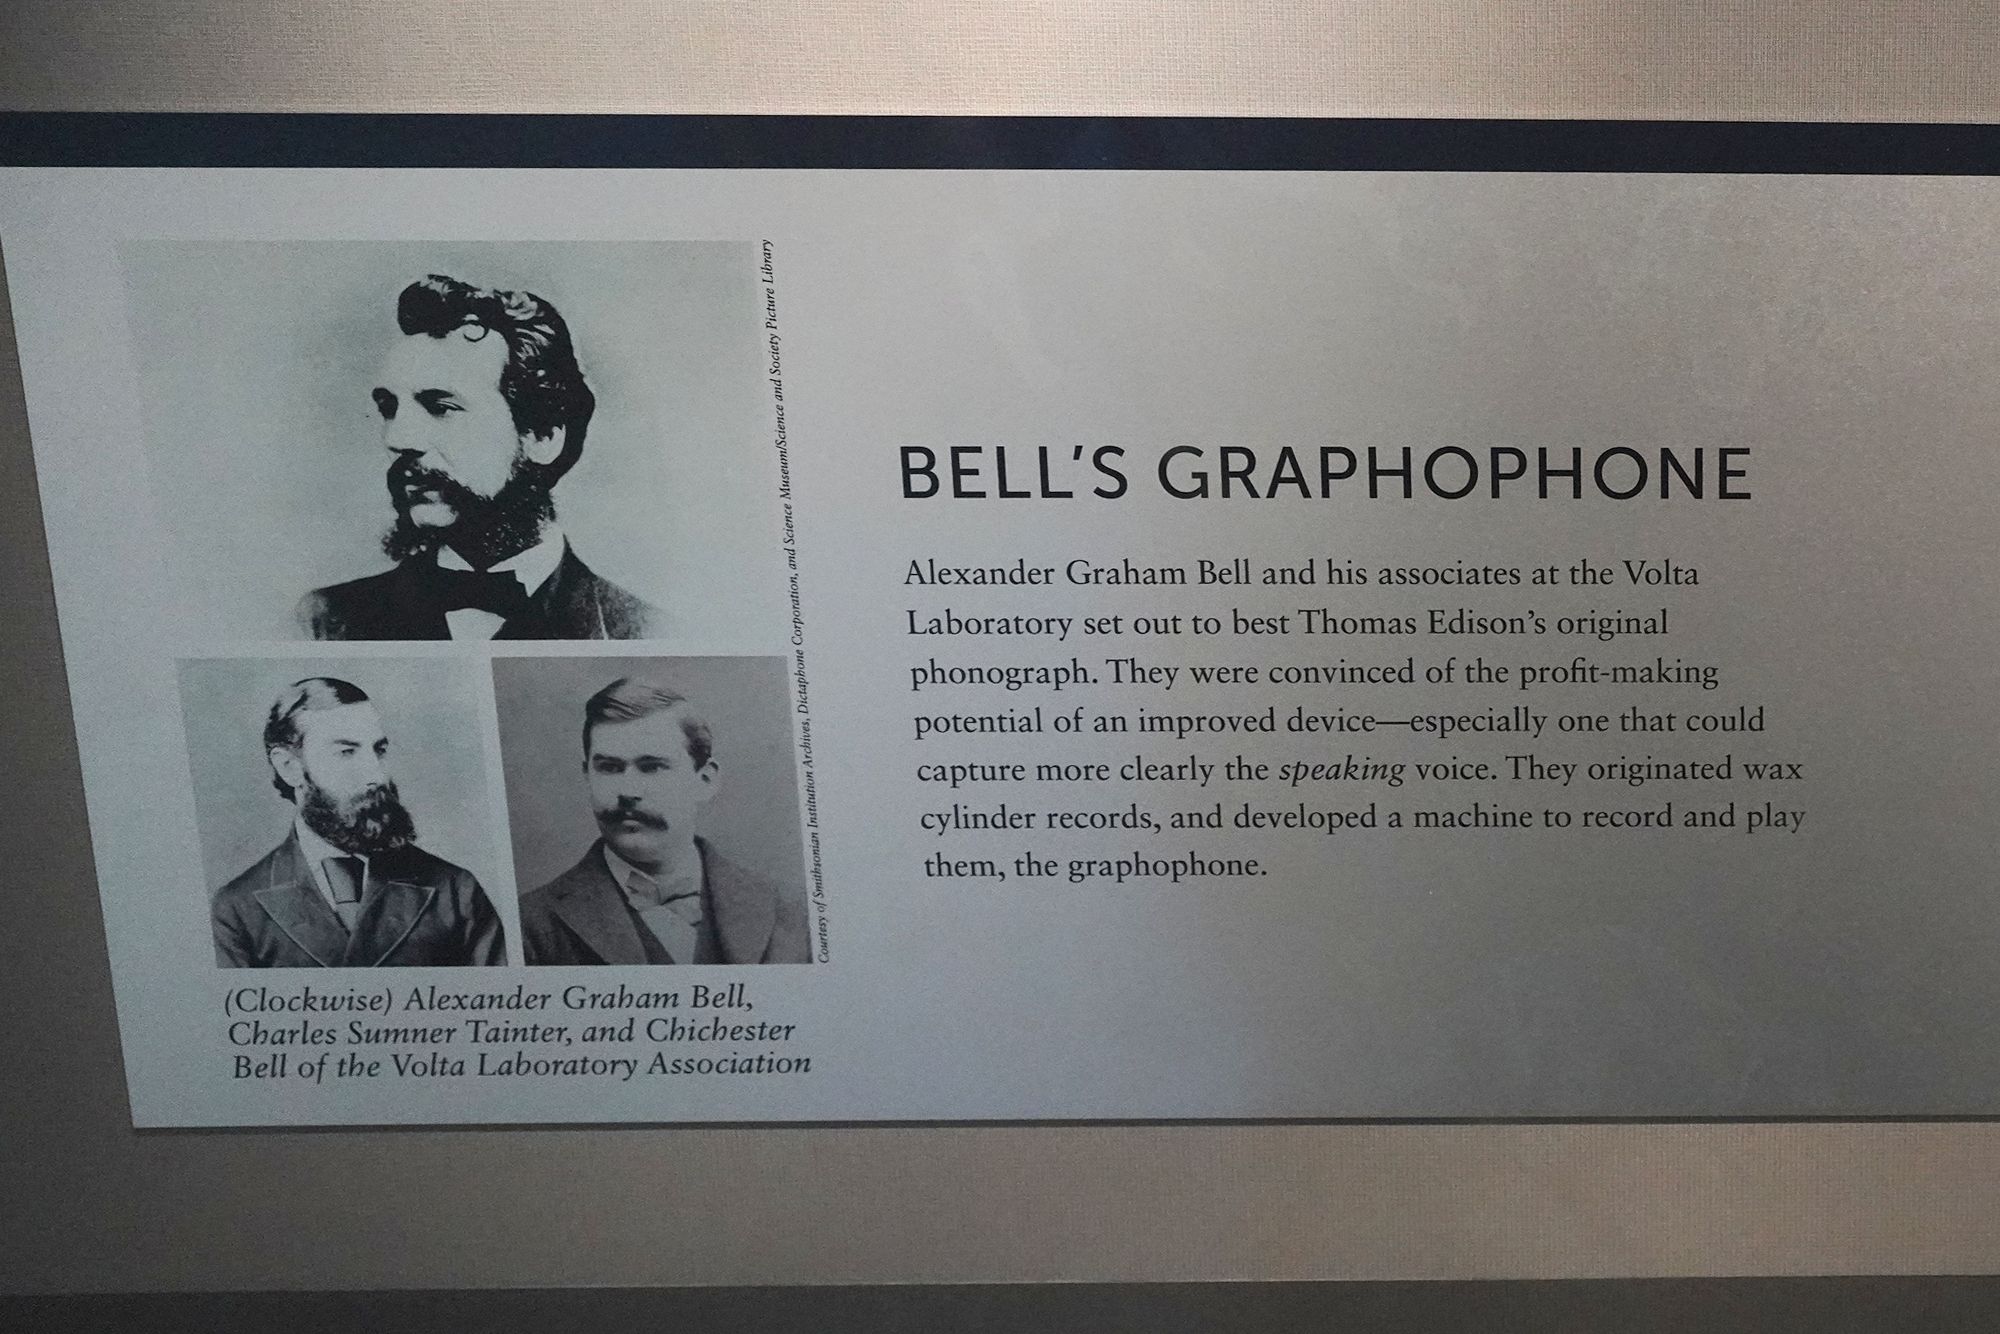 BELL'S GRAPHOPHONE
Alexander Graham Bell and his associates at the Volta
Laboratory set out to best Thomas Edison's original
phonograph. They were convinced of the profit-making
potential of an improved device—especially one that could
capture more clearly the speaking voice. They originated wax
cylinder records, and developed a machine to record and play
them, the graphophone.
Courtesy of Smithsonian Institution Archives, Dictaphone Corporation, and Science Museum/Science and Society Picture Library
(Clockwise) Alexander Graham Bell,
Charles Sumner Tainter, and Chichester
Bell of the Volta Laboratory Association